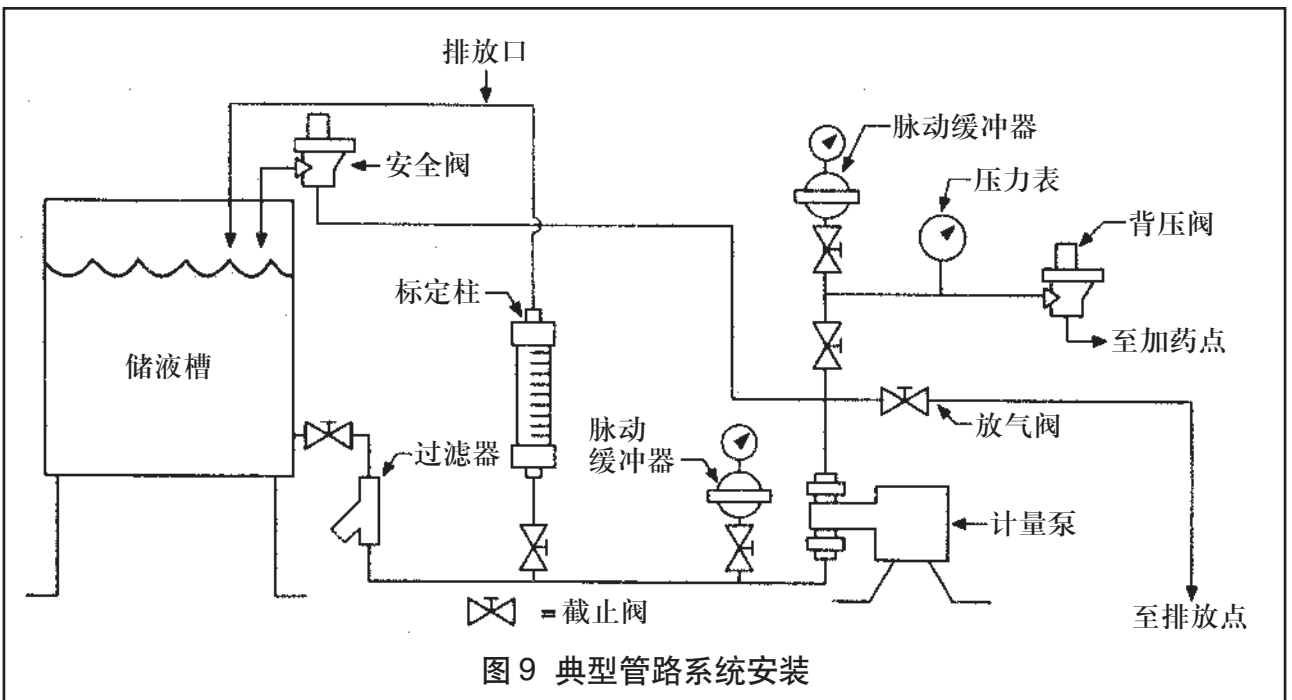 排放口
安全阀
脉动缓冲器
压力表
背压阀
标定柱
至加药点
储液槽
脉动
缓冲器
放气阀
过滤器
计量泵
至排放点
=截止阀
图9 典型管路系统安装